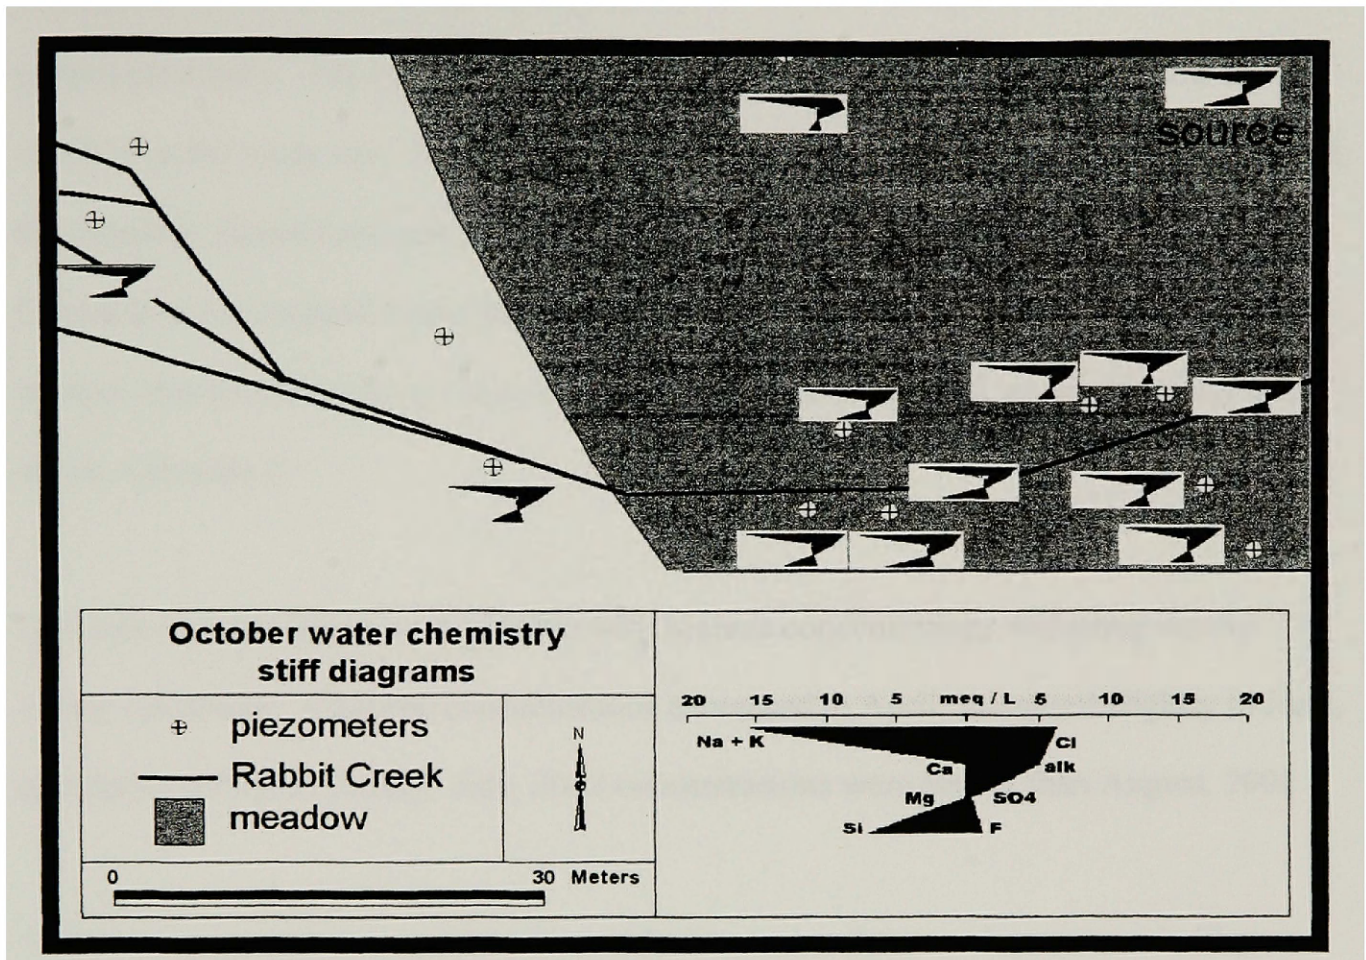 source
October water chemistry
stiff diagrams
piezometers
Rabbit Creek
meadow
N
0 30 Meters
20 15 10 5 meq / L 5 10 15 20
Na + K Cl
Ca alk
Mg SO4
Si F